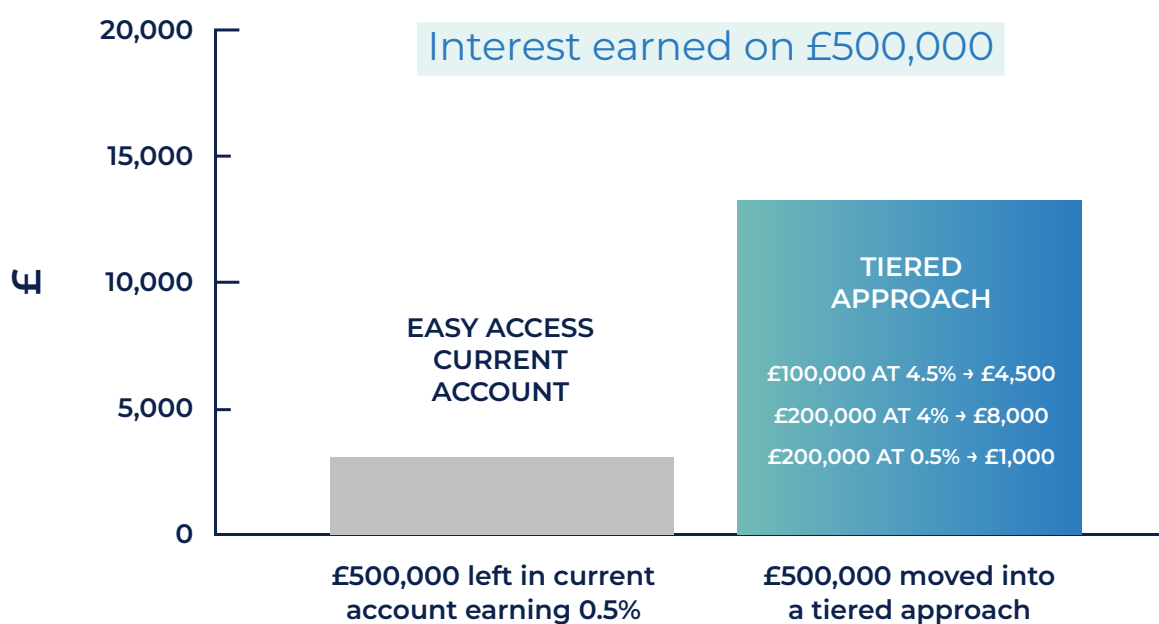 Interest earned on £500,000
£
20,000
15,000
10,000
5,000
0
EASY ACCESS
CURRENT
ACCOUNT
TIERED
APPROACH
£100,000 AT 4.5% → £4,500
£200,000 AT 4% → £8,000
£200,000 AT 0.5% → £1,000
£500,000 left in current
account earning 0.5%
£500,000 moved into
a tiered approach